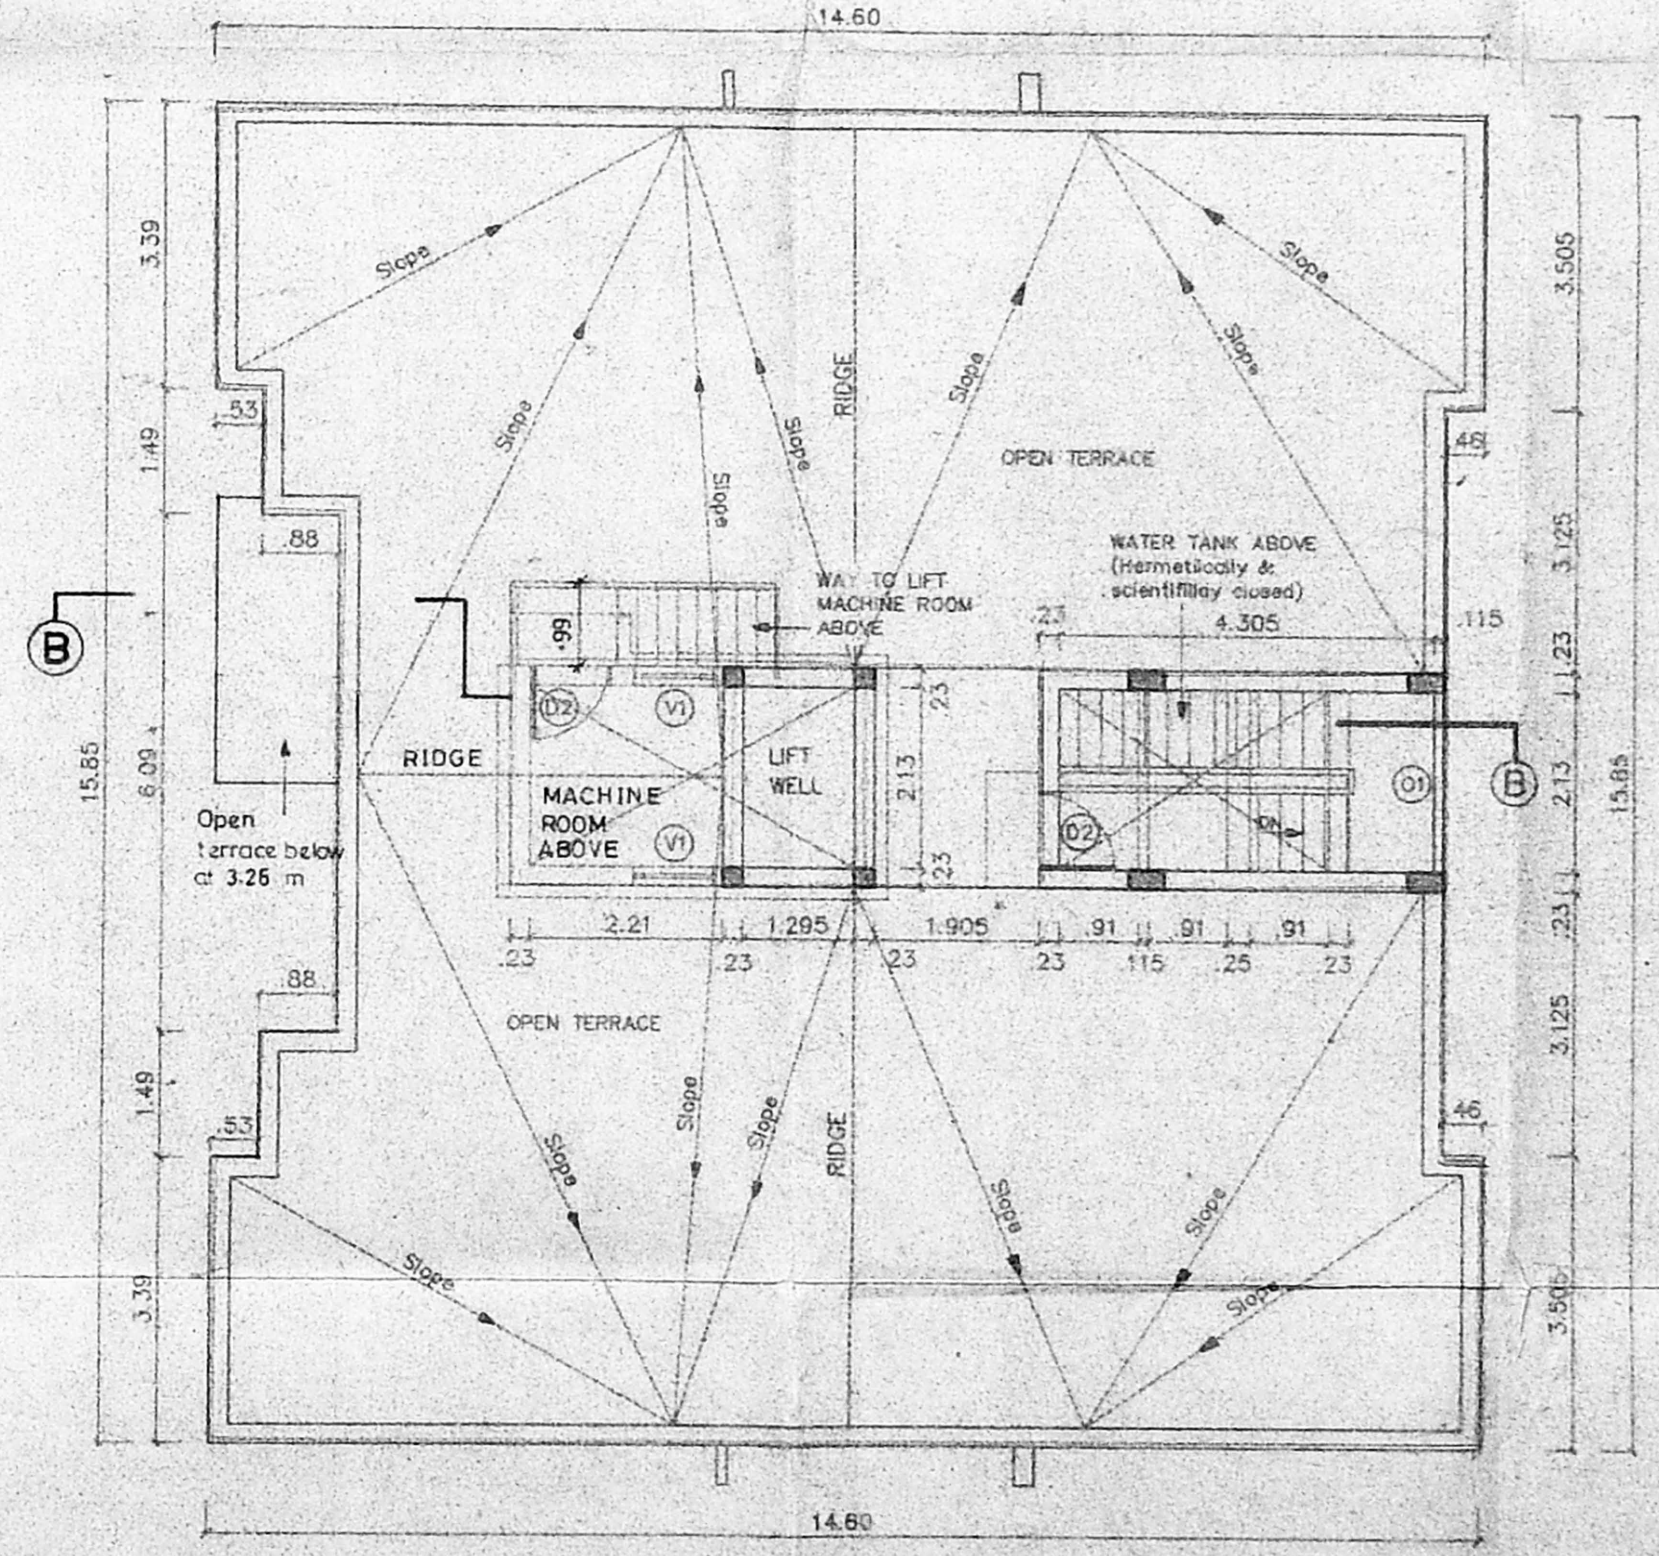 14.60
3.39
Slope
Slope
3.505
Slope
Slope
RIDGE
Slope
Slope
.53
1.49
Slope
Slope
.46
OPEN TERRACE
.88
WATER TANK ABOVE
(Hermetically &
scientifillay closed)
3.125
B
.99
WAY TO LIFT
MACHINE ROOM
ABOVE
.23
4.305
.115
.23
D2
V1
.23
15.85
6.09
RIDGE
LIFT
WELL
2.13
MACHINE
ROOM
ABOVE
V1
D2
DN
O1
B
2.13
15.85
Open
terrace below
at 3.25 m
.23
2.21
1.295
1.905
.91
.91
.91
.23
.23
.23
.23
.23
.115
.25
.23
.88
OPEN TERRACE
3.125
1.49
Slope
Slope
.53
RIDGE
.46
Slope
Slope
Slope
Slope
Slope
3.39
3.505
14.60